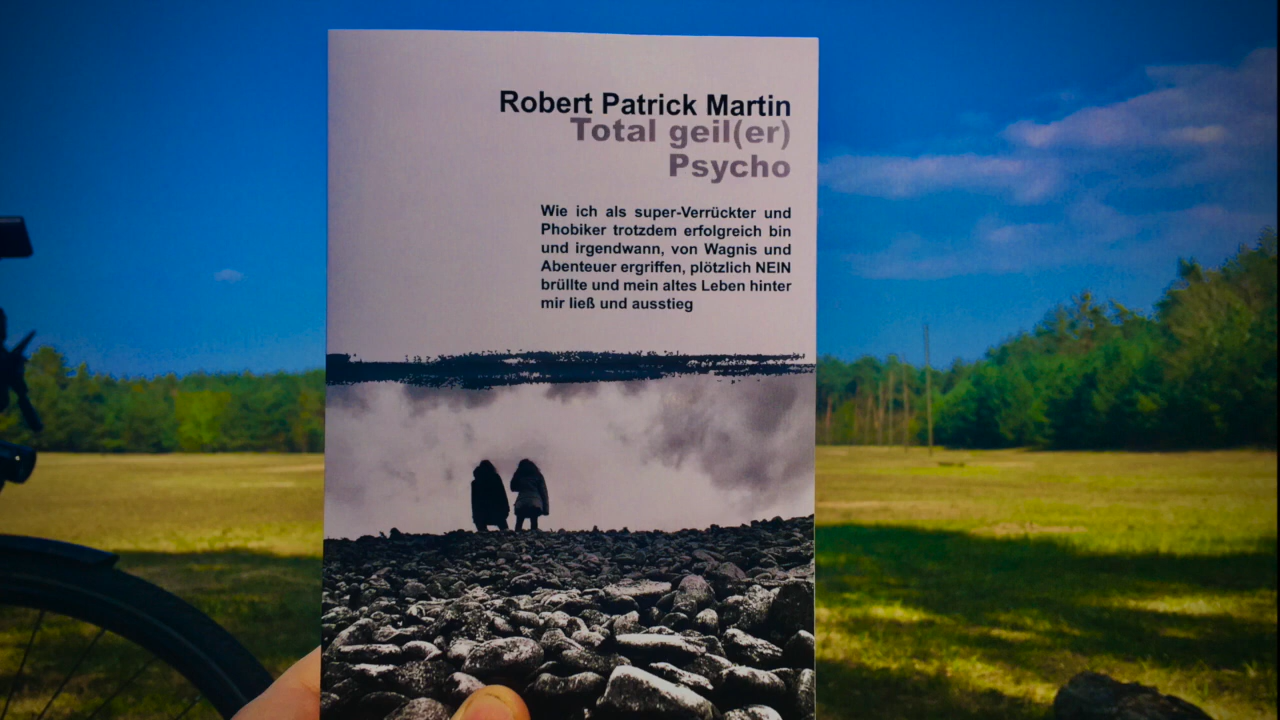 Robert Patrick Martin
Total geil(er)
Psycho
Wie ich als super-Verrückter und
Phobiker trotzdem erfolgreich bin
und irgendwann, von Wagnis und
Abenteuer ergriffen, plötzlich NEIN
brüllte und mein altes Leben hinter
mir ließ und ausstieg